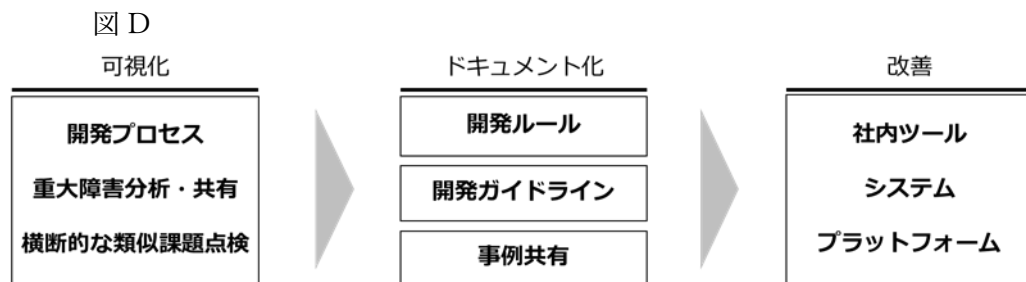 図 D
可視化
開発プロセス
重大障害分析・共有
横断的な類似課題点検
ドキュメント化
開発ルール
開発ガイドライン
事例共有
改善
社内ツール
システム
プラットフォーム